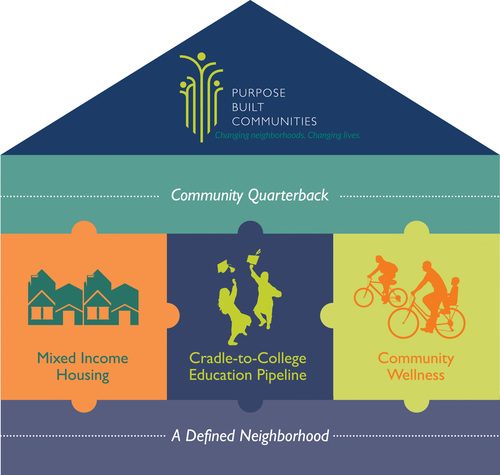 PURPOSE
BUILT
COMMUNITIES
Changing neighborhoods. Changing lives.
Community Quarterback
Mixed Income
Housing
Cradle-to-College
Education Pipeline
Community
Wellness
A Defined Neighborhood